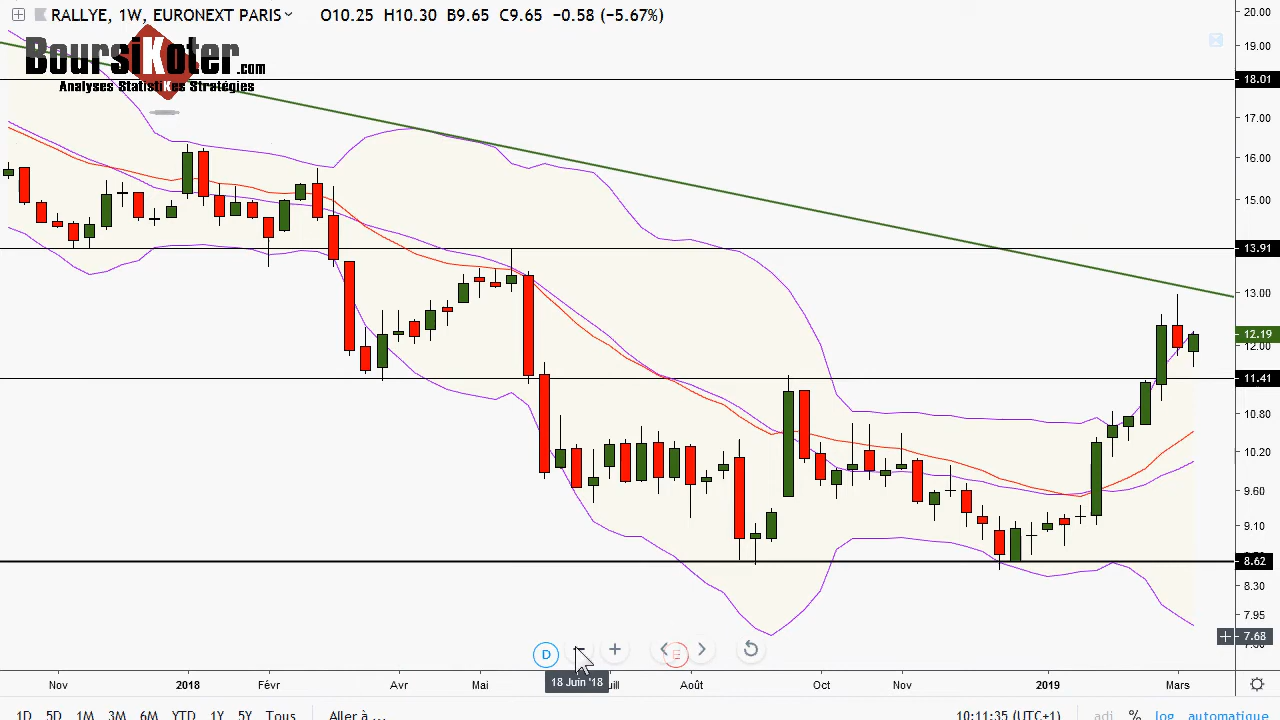 RALLYE, 1W, EURONEXT PARIS O10.25 H10.30 B9.65 C9.65 −0.58 (−5.67%)
BoursiKoter.com
Analyses StatistiKes Stratégies
20.00
19.00
18.01
17.00
16.00
15.00
13.91
13.00
12.19
12.00
11.41
10.80
10.20
9.60
9.10
8.62
8.30
7.95
7.68
D − + E
18 Juin '18
Nov 2018 Févr Avr Mai Août Oct Nov 2019 Mars
1D 5D 1M 3M 6M YTD 1Y 5Y Tous Aller à ... 10:11:35 (UTC+1) adj % log automatique